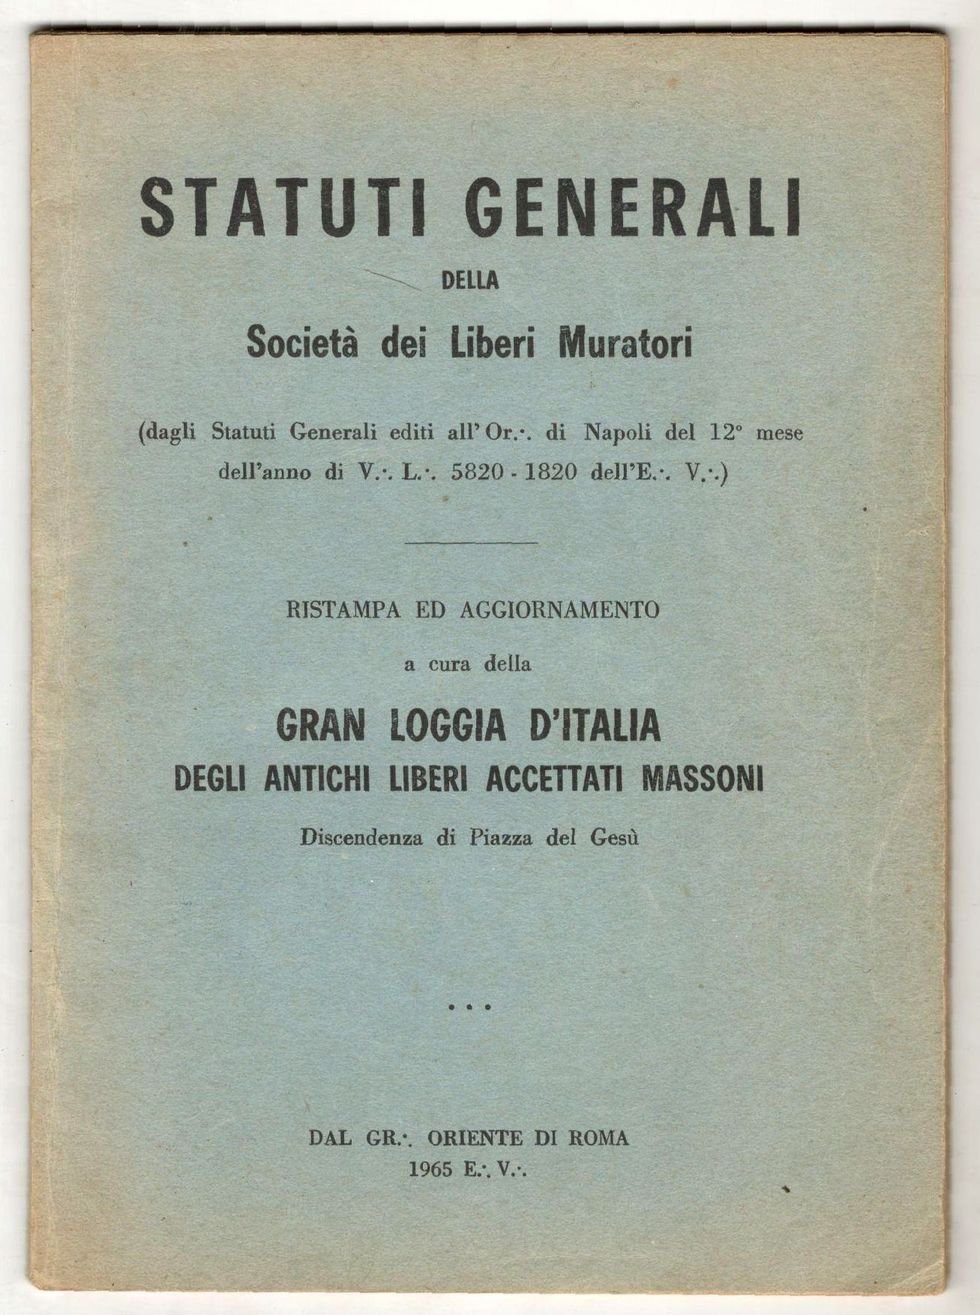 STATUTI GENERALI
DELLA
Società dei Liberi Muratori
(dagli Statuti Generali editi all'Or.·. di Napoli del 12° mese
dell'anno di V.·. L.·. 5820 - 1820 dell'E.·. V.·.)
RISTAMPA ED AGGIORNAMENTO
a cura della
GRAN LOGGIA D'ITALIA
DEGLI ANTICHI LIBERI ACCETTATI MASSONI
Discendenza di Piazza del Gesù
• • •
DAL GR.·. ORIENTE DI ROMA
1965 E.·. V.·.